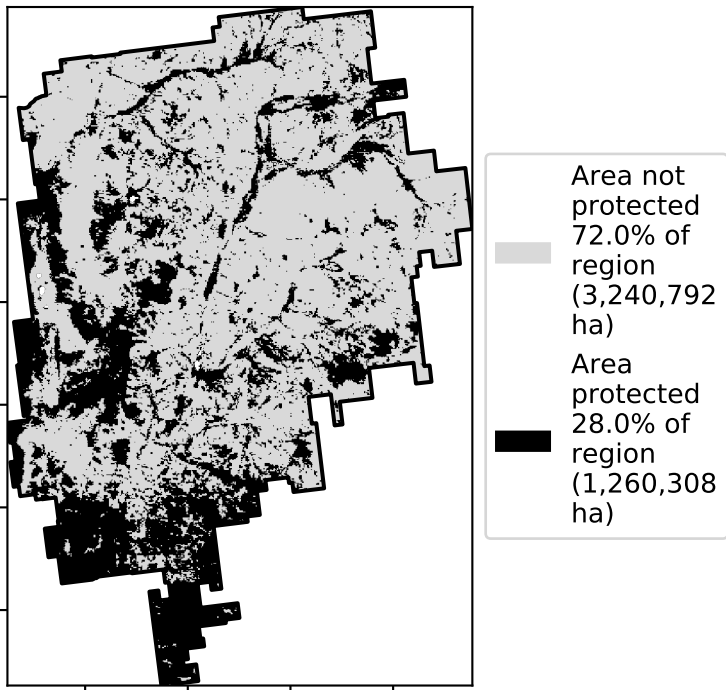 Area not
protected
72.0% of
region
(3,240,792
ha)
Area
protected
28.0% of
region
(1,260,308
ha)